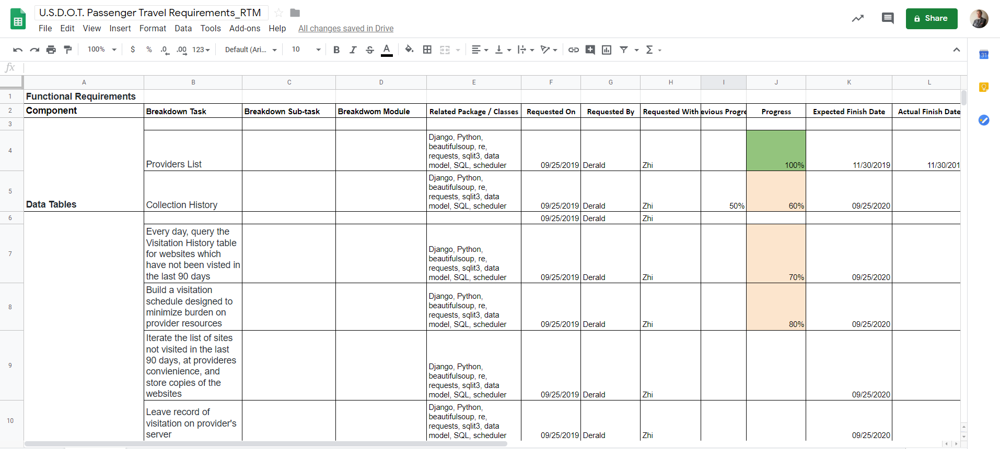 U.S.D.O.T. Passenger Travel Requirements_RTM
File Edit View Insert Format Data Tools Add-ons Help All changes saved in Drive
Share
100% $ % .0 .00 123 Default (Ari... 10 B I S A Σ
31
fx
A B C D E F G H I J K L
1 Functional Requirements
2 Component Breakdown Task Breakdown Sub-task Breakdwom Module Related Package / Classes Requested On Requested By Requested With evious Progre Progress Expected Finish Date Actual Finish Date
3
Django, Python,
beautifulsoup, re,
requests, sqlit3, data
model, SQL, scheduler
4 Providers List 09/25/2019 Derald Zhi 100% 11/30/2019 11/30/201
Django, Python,
beautifulsoup, re,
requests, sqlit3, data
model, SQL, scheduler
5 Data Tables Collection History 09/25/2019 Derald Zhi 50% 60% 09/25/2020
6 09/25/2019 Derald Zhi
Every day, query the
Visitation History table
for websites which
have not been visted in
the last 90 days
Django, Python,
beautifulsoup, re,
requests, sqlit3, data
model, SQL, scheduler
7 09/25/2019 Derald Zhi 70% 09/25/2020
Build a visitation
schedule designed to
minimize burden on
provider resources
Django, Python,
beautifulsoup, re,
requests, sqlit3, data
model, SQL, scheduler
8 09/25/2019 Derald Zhi 80% 09/25/2020
Iterate the list of sites
not visited in the last
90 days, at provideres
convienience, and
store copies of the
websites
Django, Python,
beautifulsoup, re,
requests, sqlit3, data
model, SQL, scheduler
9 09/25/2019 Derald Zhi 09/25/2020
Leave record of
visitation on provider's
server
Django, Python,
beautifulsoup, re,
requests, sqlit3, data
model, SQL, scheduler
10 09/25/2019 Derald Zhi 09/25/2020